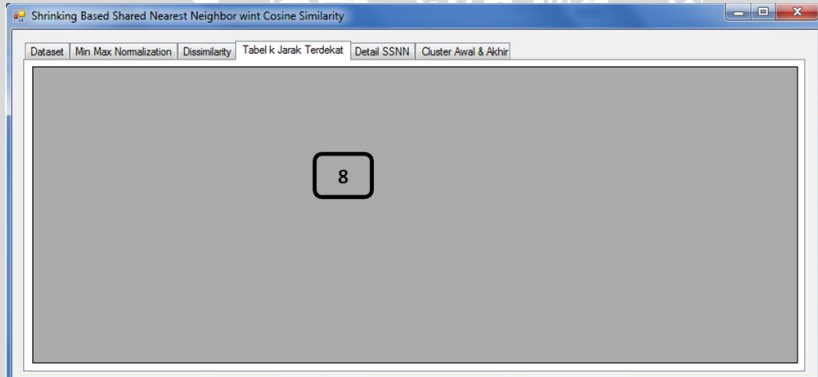 Shrinking Based Shared Nearest Neighbor wint Cosine Similarity
Dataset Min Max Normalization Dissimilarity Tabel k Jarak Terdekat Detail SSNN Cluster Awal & Akhir
8